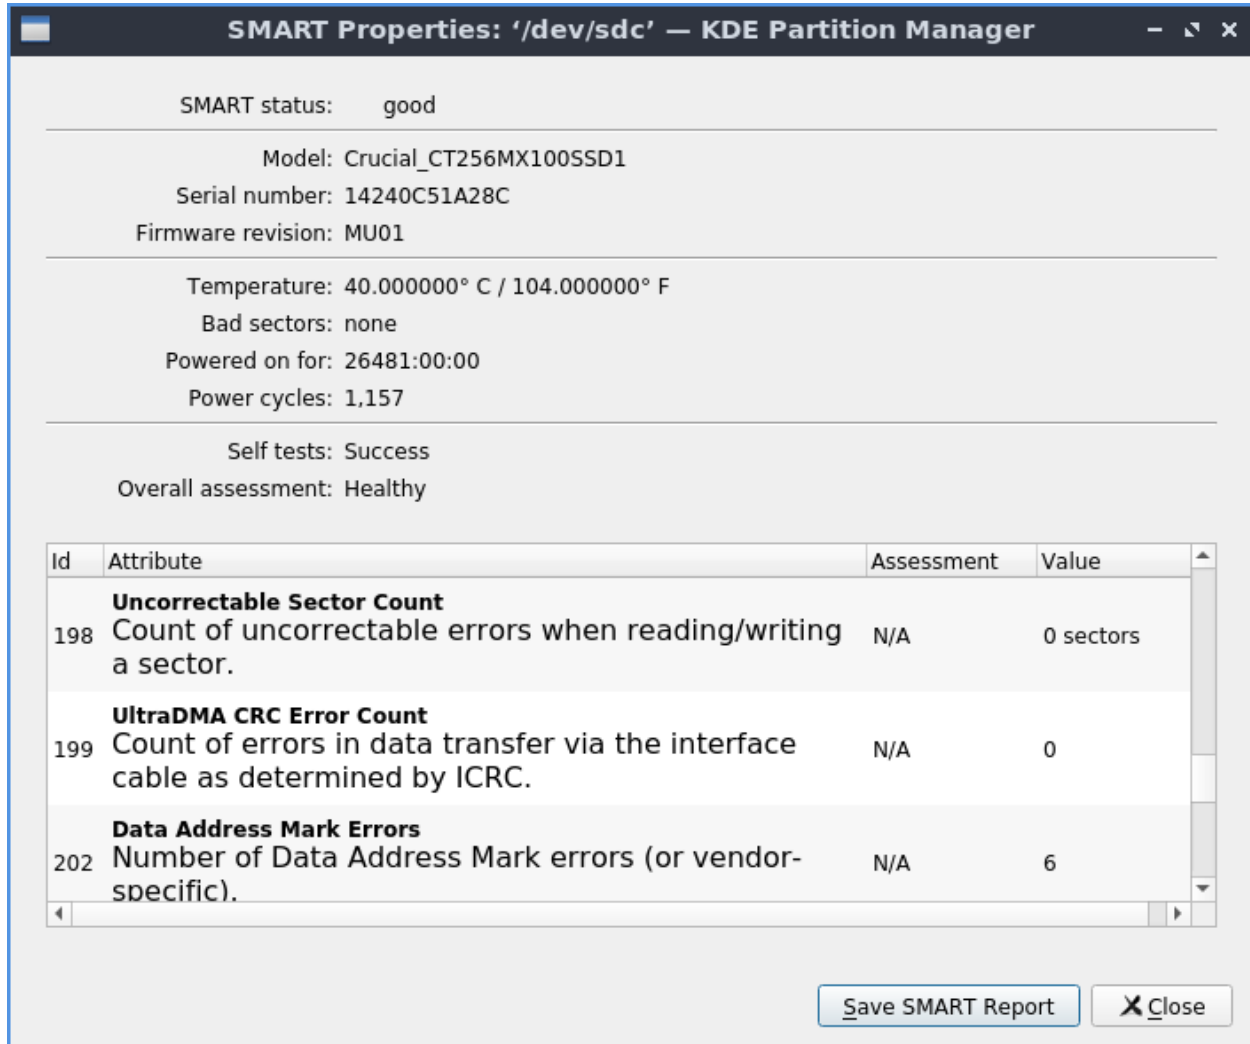 SMART Properties: ‘/dev/sdc’ — KDE Partition Manager
SMART status: good
Model: Crucial_CT256MX100SSD1
Serial number: 14240C51A28C
Firmware revision: MU01
Temperature: 40.000000° C / 104.000000° F
Bad sectors: none
Powered on for: 26481:00:00
Power cycles: 1,157
Self tests: Success
Overall assessment: Healthy
Id Attribute Assessment Value
Uncorrectable Sector Count
198 Count of uncorrectable errors when reading/writing N/A 0 sectors
a sector.
UltraDMA CRC Error Count
199 Count of errors in data transfer via the interface N/A 0
cable as determined by ICRC.
Data Address Mark Errors
202 Number of Data Address Mark errors (or vendor- N/A 6
specific).
Save SMART Report Close